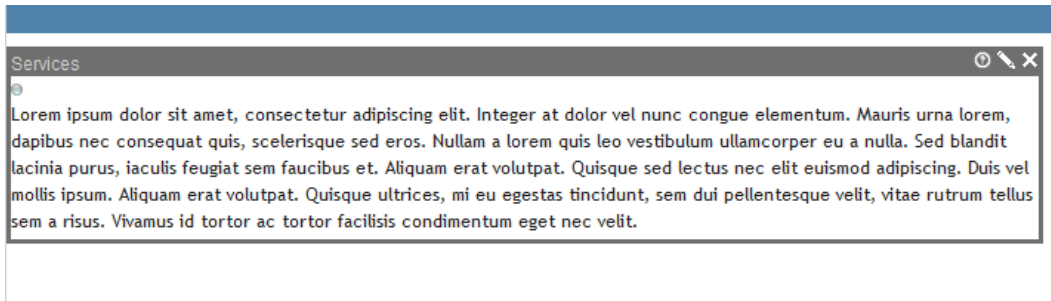 Services
Lorem ipsum dolor sit amet, consectetur adipiscing elit. Integer at dolor vel nunc congue elementum. Mauris urna lorem,
dapibus nec consequat quis, scelerisque sed eros. Nullam a lorem quis leo vestibulum ullamcorper eu a nulla. Sed blandit
lacinia purus, iaculis feugiat sem faucibus et. Aliquam erat volutpat. Quisque sed lectus nec elit euismod adipiscing. Duis vel
mollis ipsum. Aliquam erat volutpat. Quisque ultrices, mi eu egestas tincidunt, sem dui pellentesque velit, vitae rutrum tellus
sem a risus. Vivamus id tortor ac tortor facilisis condimentum eget nec velit.